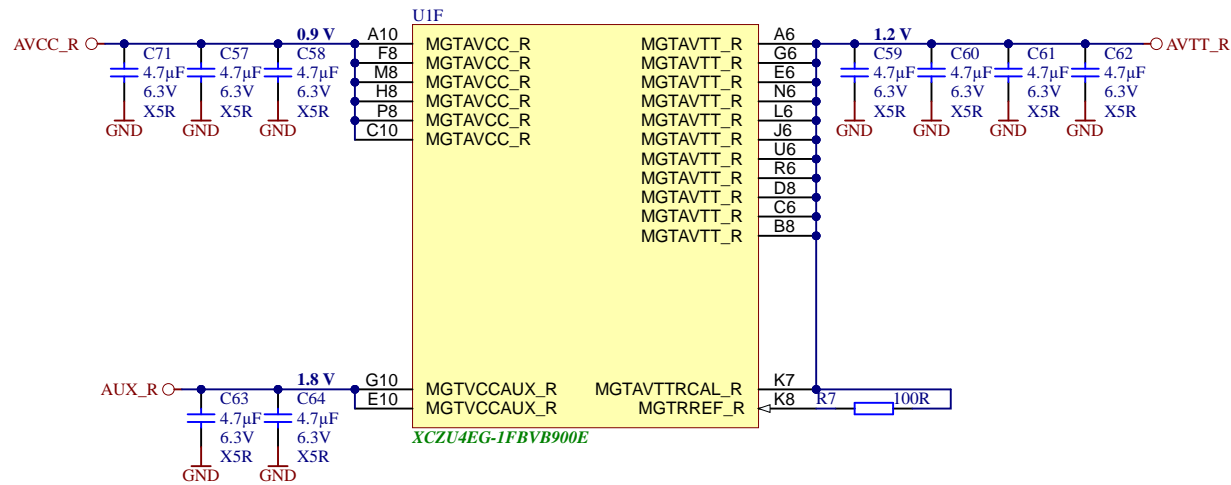 U1F
AVCC_R
0.9 V
C71
4.7µF
6.3V
X5R
GND
C57
4.7µF
6.3V
X5R
GND
C58
4.7µF
6.3V
X5R
GND
A10 MGTAVCC_R
F8 MGTAVCC_R
M8 MGTAVCC_R
H8 MGTAVCC_R
P8 MGTAVCC_R
C10 MGTAVCC_R
MGTAVTT_R A6
MGTAVTT_R G6
MGTAVTT_R E6
MGTAVTT_R N6
MGTAVTT_R L6
MGTAVTT_R J6
MGTAVTT_R U6
MGTAVTT_R R6
MGTAVTT_R D8
MGTAVTT_R C6
MGTAVTT_R B8
1.2 V
AVTT_R
C59
4.7µF
6.3V
X5R
GND
C60
4.7µF
6.3V
X5R
GND
C61
4.7µF
6.3V
X5R
GND
C62
4.7µF
6.3V
X5R
GND
AUX_R
1.8 V
C63
4.7µF
6.3V
X5R
GND
C64
4.7µF
6.3V
X5R
GND
G10 MGTVCCAUX_R
E10 MGTVCCAUX_R
MGTAVTTRCAL_R K7
MGTRREF_R K8
R7 100R
XCZU4EG-1FBVB900E